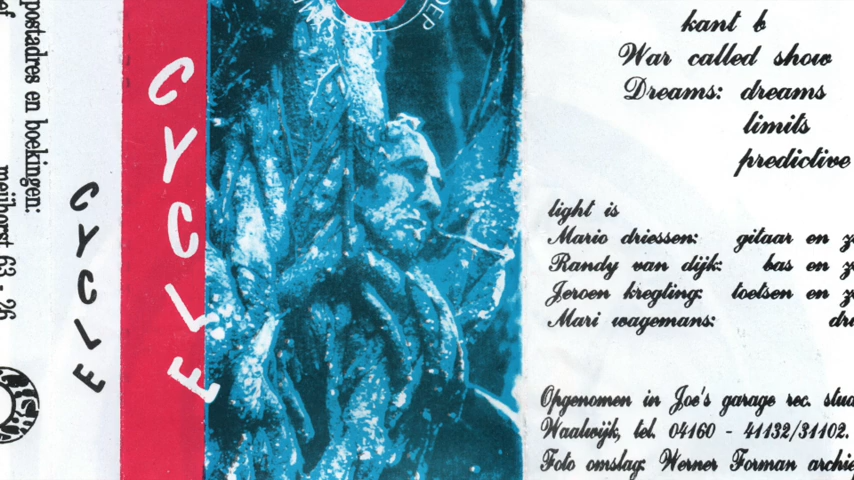 postadres en boekingen:
meijhorst 63 - 26
CYCLE
CYCLE
kant b
War called show
Dreams: dreams
limits
predictive
light is
Mario driessen: gitaar en
Randy van dijk: bas en
Jeroen kregting: toetsen en
Mari wagemans:
Opgenomen in Joe's garage rec.
Waalwijk, tel. 04160 - 41132/31102.
Foto omslag: Werner Forman